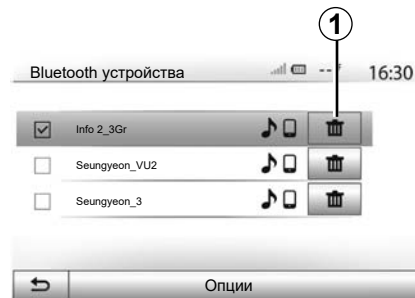 1
Bluetooth устройства
--°
16:30
Info 2_3Gr
Seungyeon_VU2
Seungyeon_3
Опции